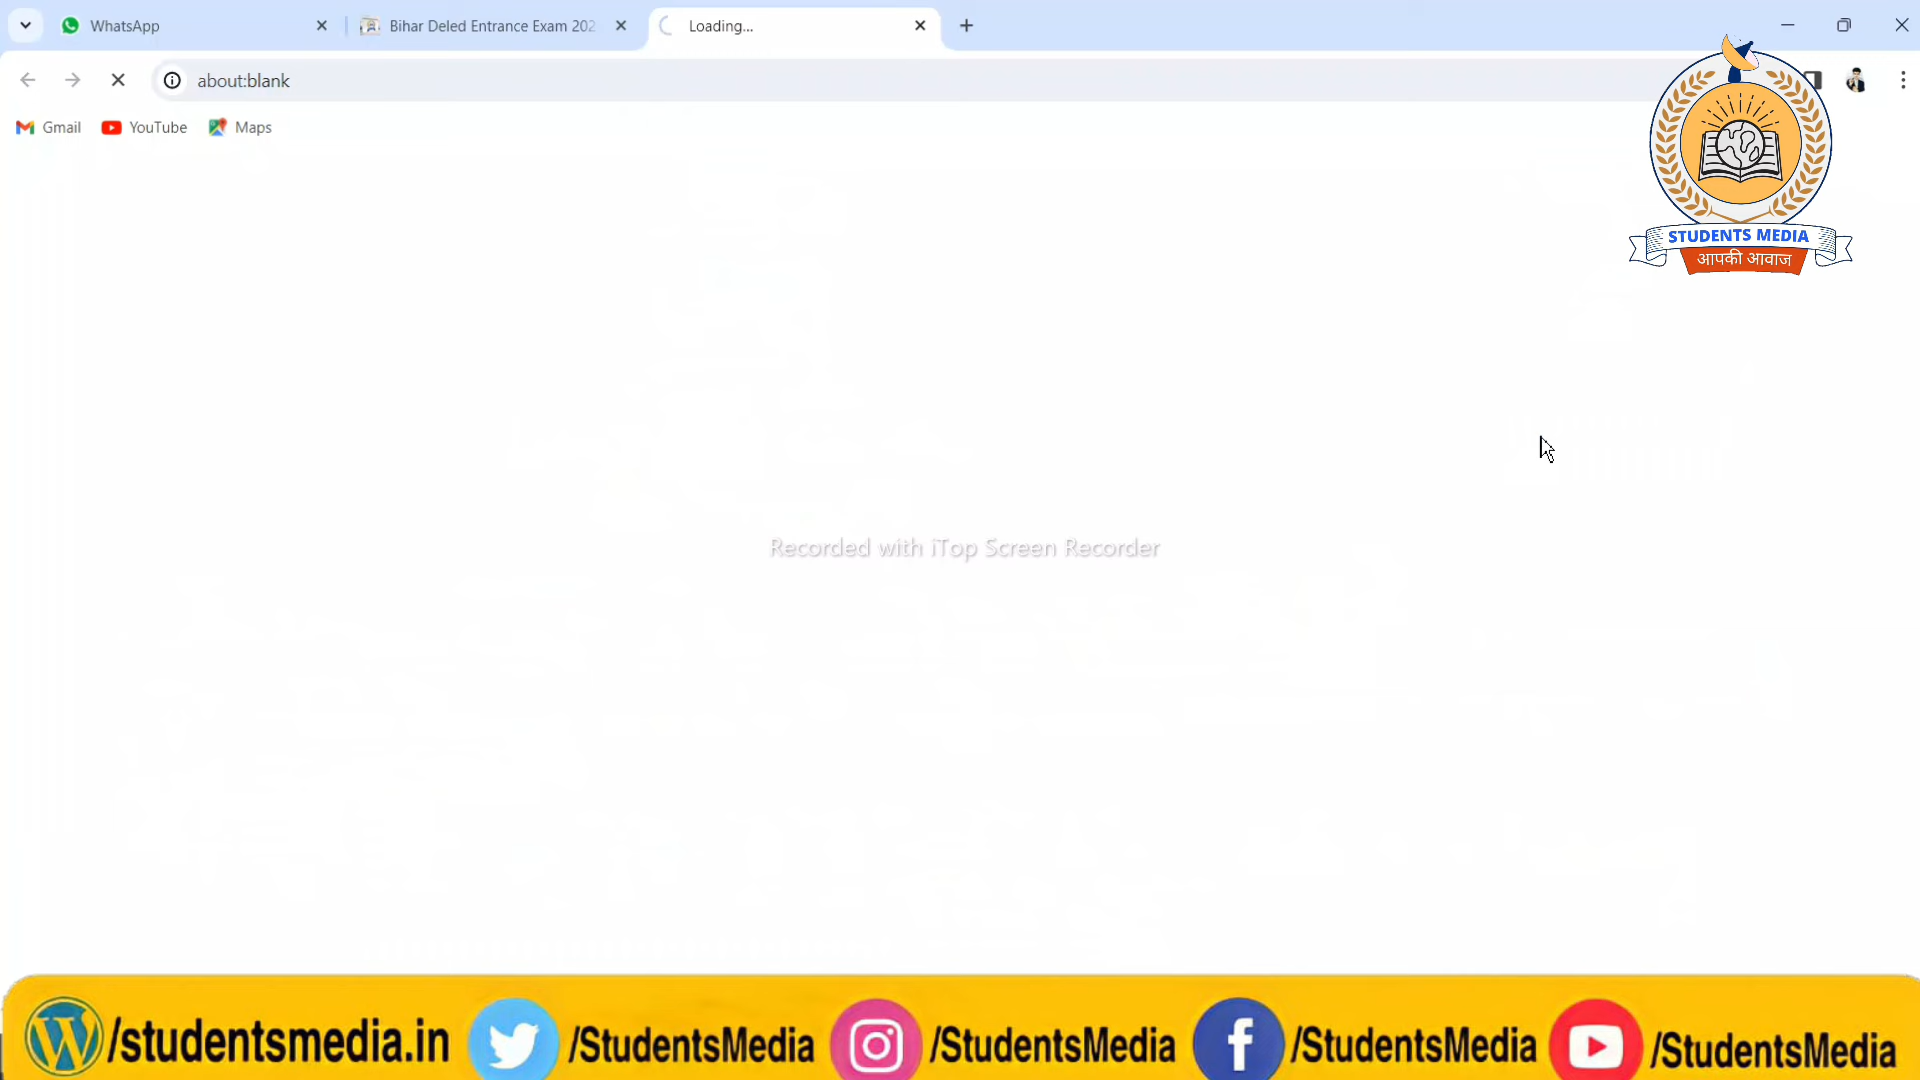 WhatsApp
Bihar Deled Entrance Exam 202
Loading...
about:blank
Gmail
YouTube
Maps
STUDENTS MEDIA
आपकी आवाज
Recorded with iTop Screen Recorder
/studentsmedia.in
/StudentsMedia
/StudentsMedia
/StudentsMedia
/StudentsMedia